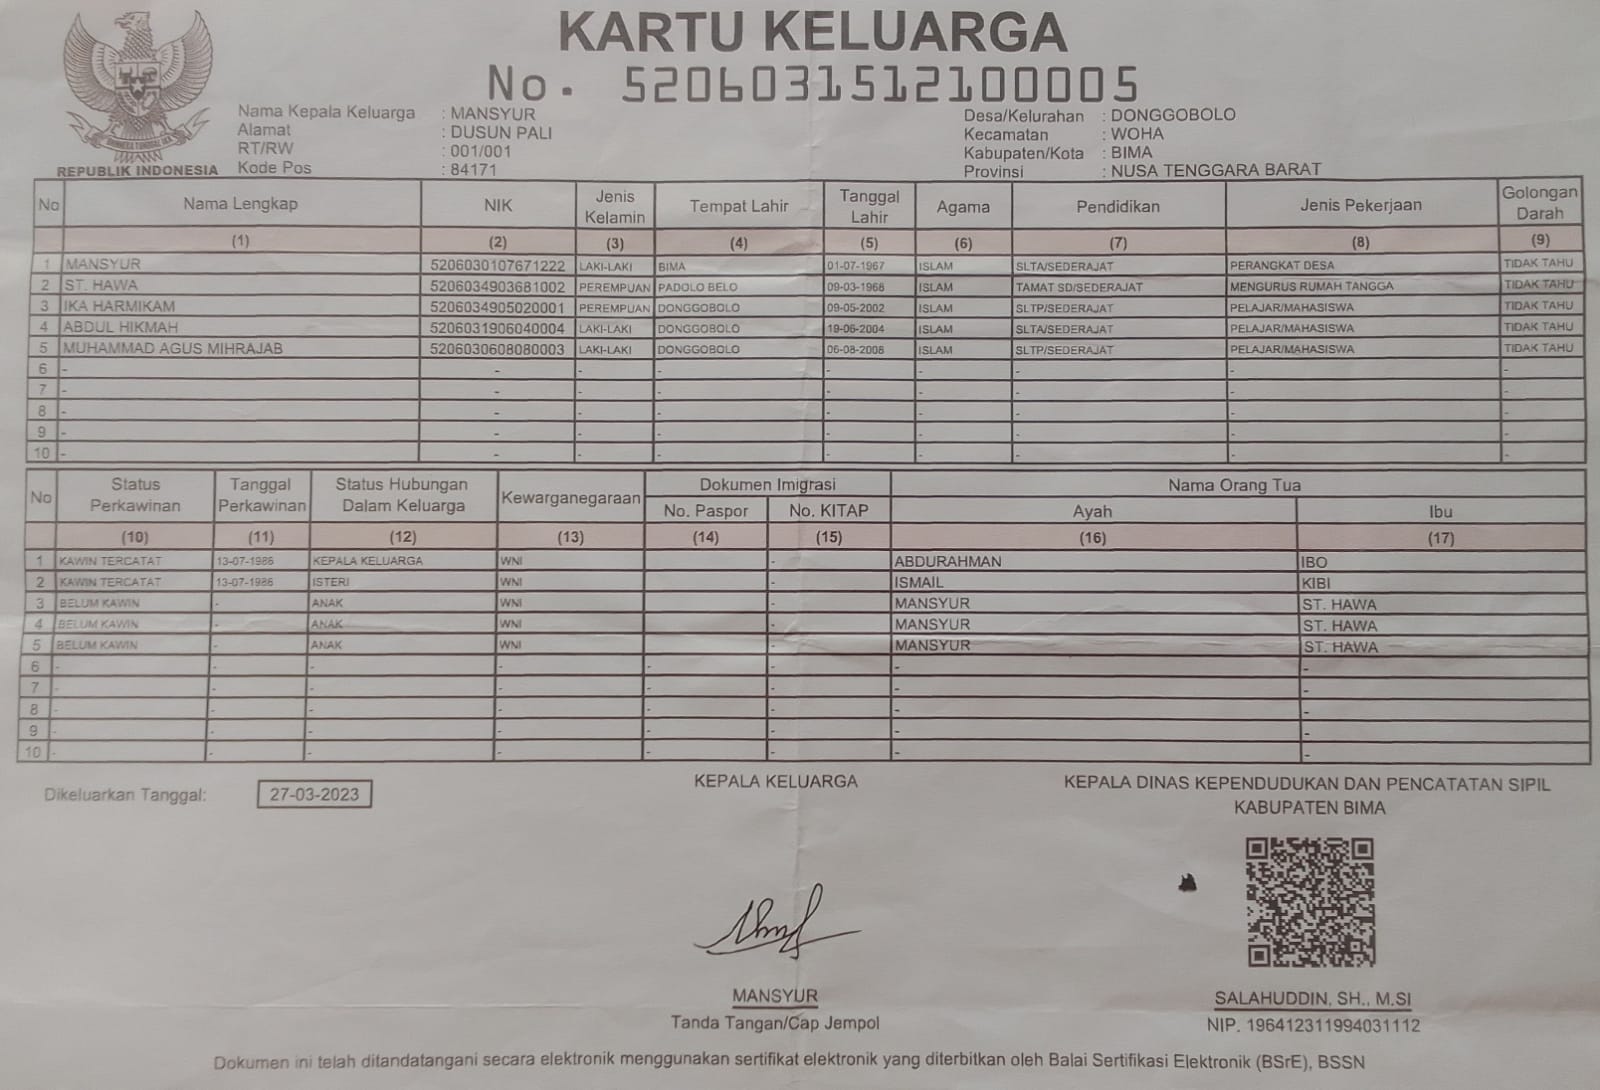 KARTU KELUARGA
No. 5206031512100005
Nama Kepala Keluarga : MANSYUR
Alamat : DUSUN PALI
RT/RW : 001/001
Kode Pos : 84171
Desa/Kelurahan : DONGGOBOLO
Kecamatan : WOHA
Kabupaten/Kota : BIMA
Provinsi : NUSA TENGGARA BARAT
REPUBLIK INDONESIA
No Nama Lengkap NIK Jenis Kelamin Tempat Lahir Tanggal Lahir Agama Pendidikan Jenis Pekerjaan Golongan Darah
(1) (2) (3) (4) (5) (6) (7) (8) (9)
1 MANSYUR 5206030107671222 LAKI-LAKI BIMA 01-07-1967 ISLAM SLTA/SEDERAJAT PERANGKAT DESA TIDAK TAHU
2 ST. HAWA 5206034903681002 PEREMPUAN PADOLO BELO 09-03-1968 ISLAM TAMAT SD/SEDERAJAT MENGURUS RUMAH TANGGA TIDAK TAHU
3 IKA HARMIKAM 5206034905020001 PEREMPUAN DONGGOBOLO 09-05-2002 ISLAM SLTP/SEDERAJAT PELAJAR/MAHASISWA TIDAK TAHU
4 ABDUL HIKMAH 5206031906040004 LAKI-LAKI DONGGOBOLO 19-06-2004 ISLAM SLTA/SEDERAJAT PELAJAR/MAHASISWA TIDAK TAHU
5 MUHAMMAD AGUS MIHRAJAB 5206030608080003 LAKI-LAKI DONGGOBOLO 06-08-2008 ISLAM SLTP/SEDERAJAT PELAJAR/MAHASISWA TIDAK TAHU
6 - - - - - - - - -
7 - - - - - - - - -
8 - - - - - - - - -
9 - - - - - - - - -
10 - - - - - - - - -
No Status Perkawinan Tanggal Perkawinan Status Hubungan Dalam Keluarga Kewarganegaraan Dokumen Imigrasi Nama Orang Tua
No. Paspor No. KITAP Ayah Ibu
(10) (11) (12) (13) (14) (15) (16) (17)
1 KAWIN TERCATAT 13-07-1986 KEPALA KELUARGA WNI - ABDURAHMAN IBO
2 KAWIN TERCATAT 13-07-1986 ISTERI WNI - ISMAIL KIBI
3 BELUM KAWIN - ANAK WNI - MANSYUR ST. HAWA
4 BELUM KAWIN - ANAK WNI - MANSYUR ST. HAWA
5 BELUM KAWIN - ANAK WNI - MANSYUR ST. HAWA
6 - - - - - - - -
7 - - - - - - - -
8 - - - - - - - -
9 - - - - - - - -
10 - - - - - - - -
Dikeluarkan Tanggal: 27-03-2023
KEPALA KELUARGA
KEPALA DINAS KEPENDUDUKAN DAN PENCATATAN SIPIL
KABUPATEN BIMA
MANSYUR
Tanda Tangan/Cap Jempol
SALAHUDDIN, SH., M.SI
NIP. 196412311994031112
Dokumen ini telah ditandatangani secara elektronik menggunakan sertifikat elektronik yang diterbitkan oleh Balai Sertifikasi Elektronik (BSrE), BSSN